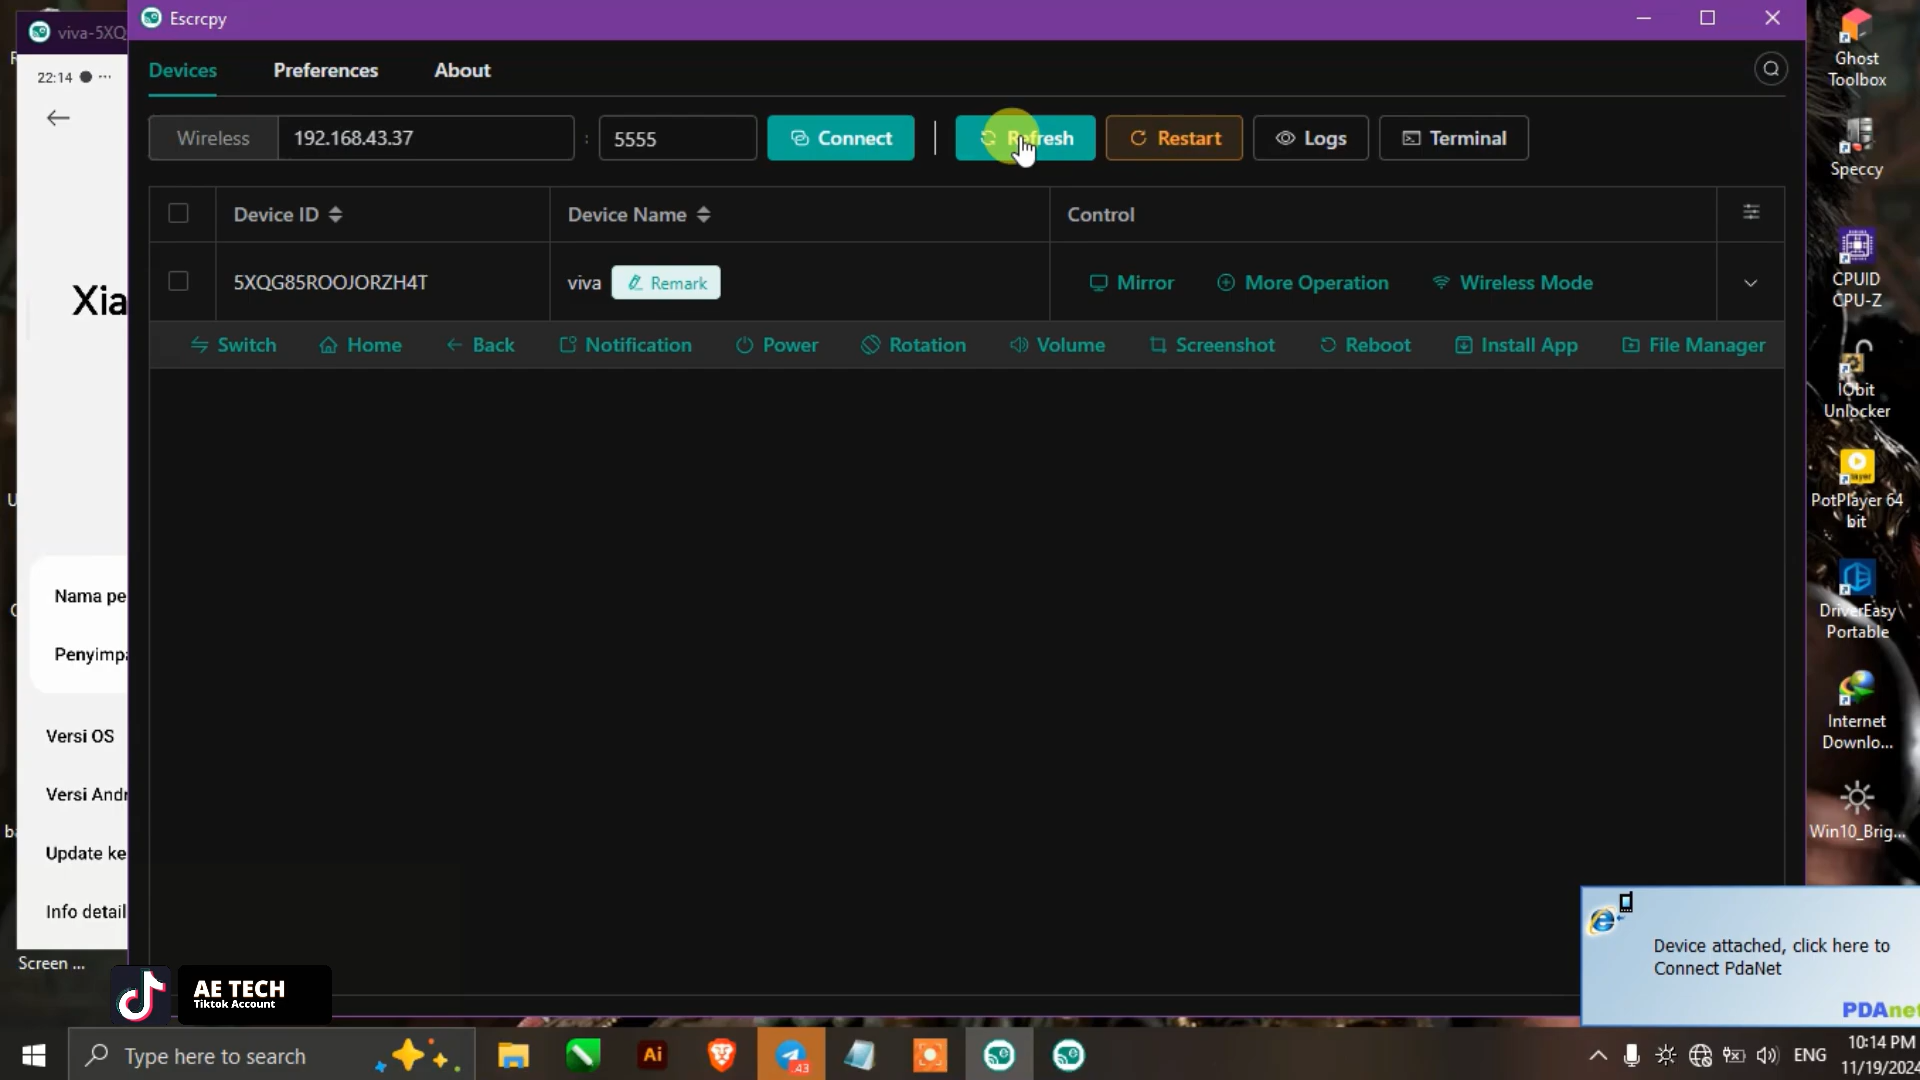 Escrcpy
viva-5XQ
22:14
Xia
Nama pe
Penyimpa
Versi OS
Versi Andr
Update ke
Info detail
Screen ...
Devices
Preferences
About
Wireless
192.168.43.37
:
5555
Connect
Refresh
Restart
Logs
Terminal
Device ID
Device Name
Control
5XQG85ROOJORZH4T
viva
Remark
Mirror
More Operation
Wireless Mode
Switch
Home
Back
Notification
Power
Rotation
Volume
Screenshot
Reboot
Install App
File Manager
Ghost
Toolbox
Speccy
CPUID
CPU-Z
IObit
Unlocker
PotPlayer 64
bit
DriverEasy
Portable
Internet
Downlo...
Win10_Brig...
Device attached, click here to
Connect PdaNet
PDAnet
AE TECH
Tiktok Account
Type here to search
Ai
43
ENG
10:14 PM
11/19/2024